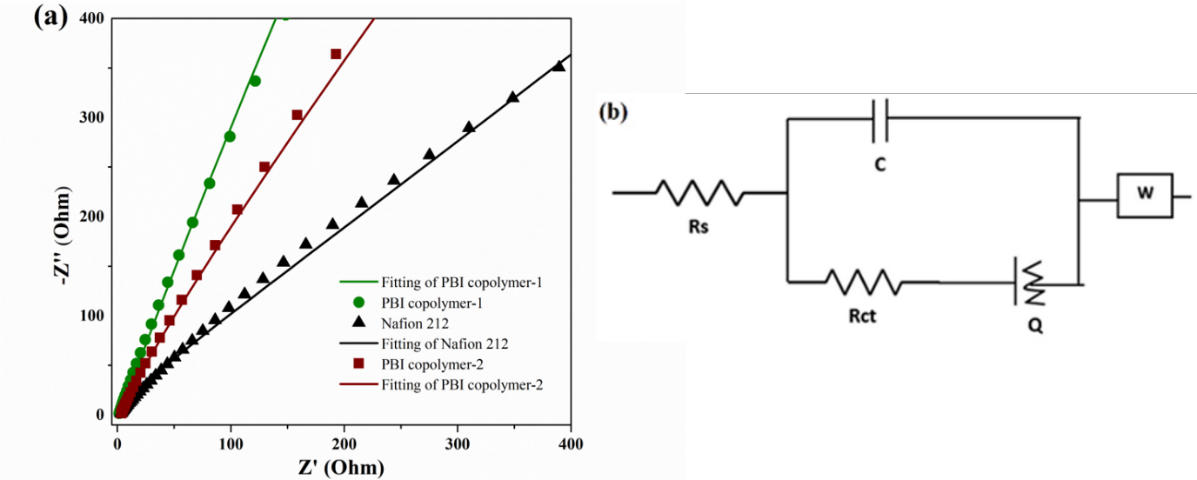 (a)
400
300
200
100
0
-Z'' (Ohm)
Fitting of PBI copolymer-1
PBI copolymer-1
Nafion 212
Fitting of Nafion 212
PBI copolymer-2
Fitting of PBI copolymer-2
0 100 200 300 400
Z' (Ohm)
(b)
C
W
Rs
Rct
Q